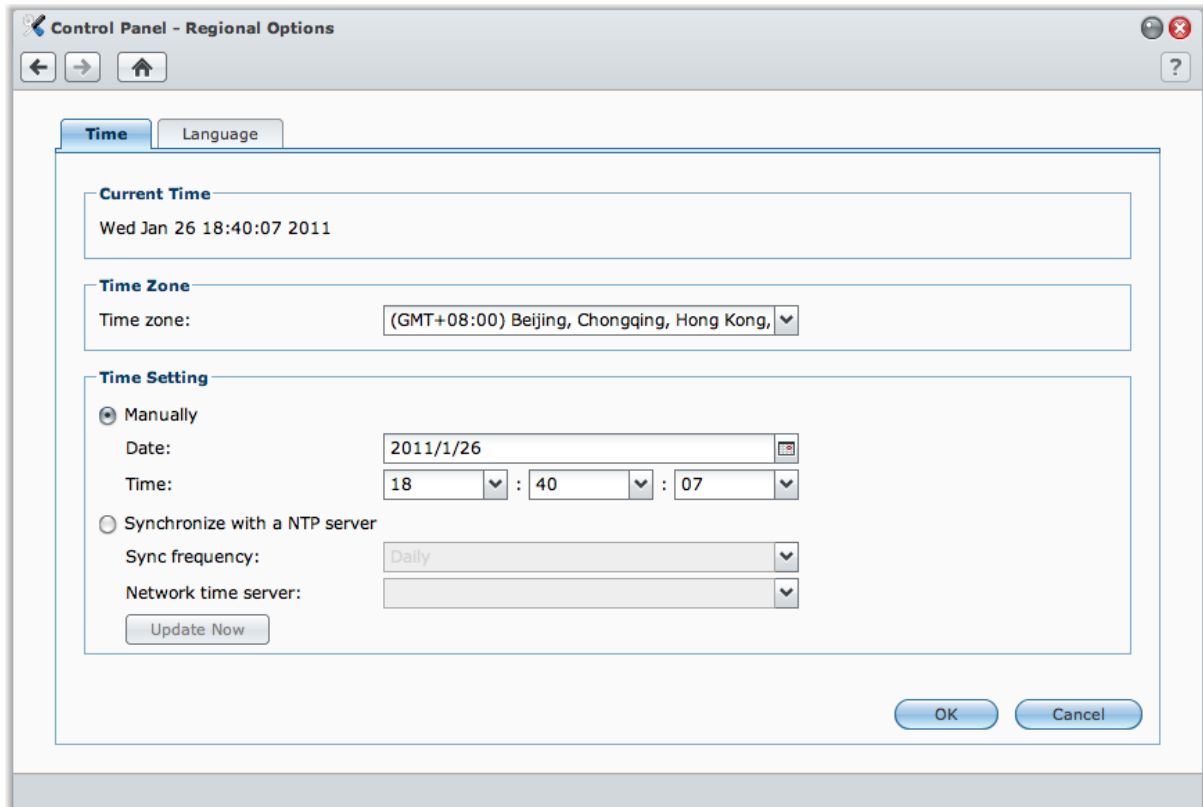 Control Panel - Regional Options
?
Time Language
Current Time
Wed Jan 26 18:40:07 2011
Time Zone
Time zone: (GMT+08:00) Beijing, Chongqing, Hong Kong,
Time Setting
Manually
Date: 2011/1/26
Time: 18 : 40 : 07
Synchronize with a NTP server
Sync frequency: Daily
Network time server:
Update Now
OK Cancel